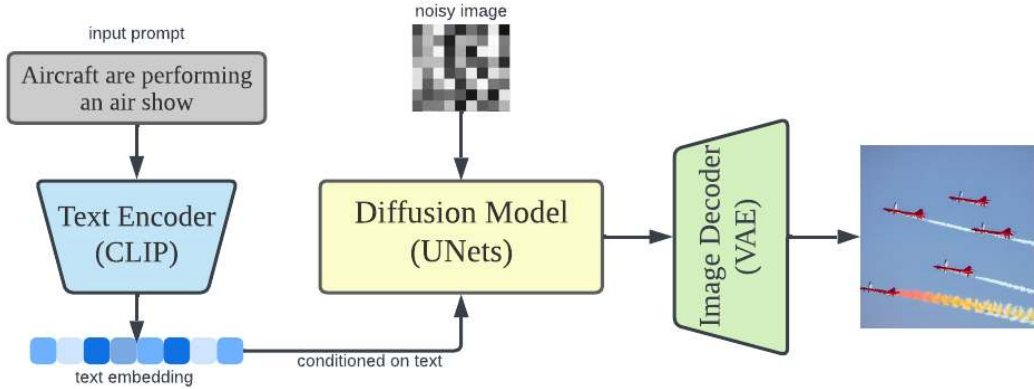 input prompt
Aircraft are performing
an air show
Text Encoder
(CLIP)
text embedding
conditioned on text
noisy image
Diffusion Model
(UNets)
Image Decoder
(VAE)